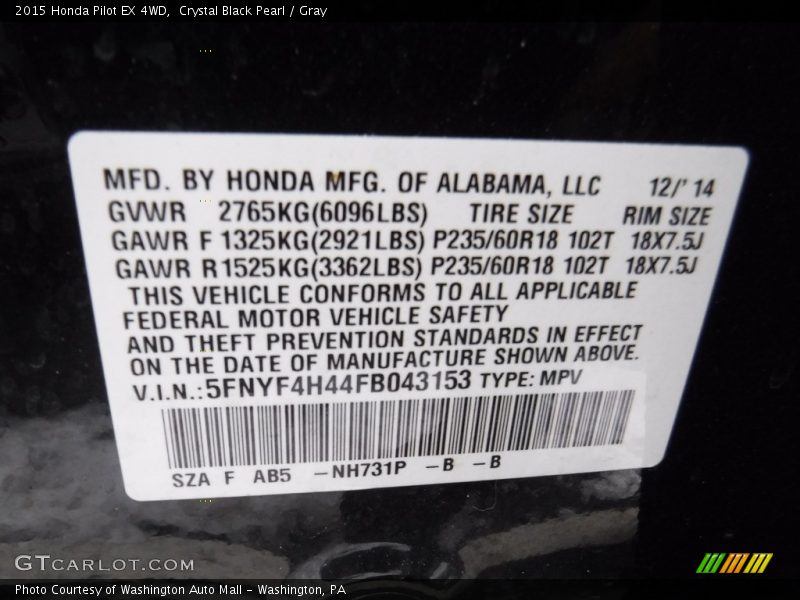 2015 Honda Pilot EX 4WD,  Crystal Black Pearl / Gray
MFD. BY HONDA MFG. OF ALABAMA, LLC 12/' 14
GVWR 2765KG(6096LBS) TIRE SIZE RIM SIZE
GAWR F 1325KG(2921LBS) P235/60R18 102T 18X7.5J
GAWR R1525KG(3362LBS) P235/60R18 102T 18X7.5J
THIS VEHICLE CONFORMS TO ALL APPLICABLE
FEDERAL MOTOR VEHICLE SAFETY
AND THEFT PREVENTION STANDARDS IN EFFECT
ON THE DATE OF MANUFACTURE SHOWN ABOVE.
V.I.N.:5FNYF4H44FB043153 TYPE: MPV
SZA F AB5 -NH731P -B -B
GTCARLOT.COM
Photo Courtesy of Washington Auto Mall - Washington, PA